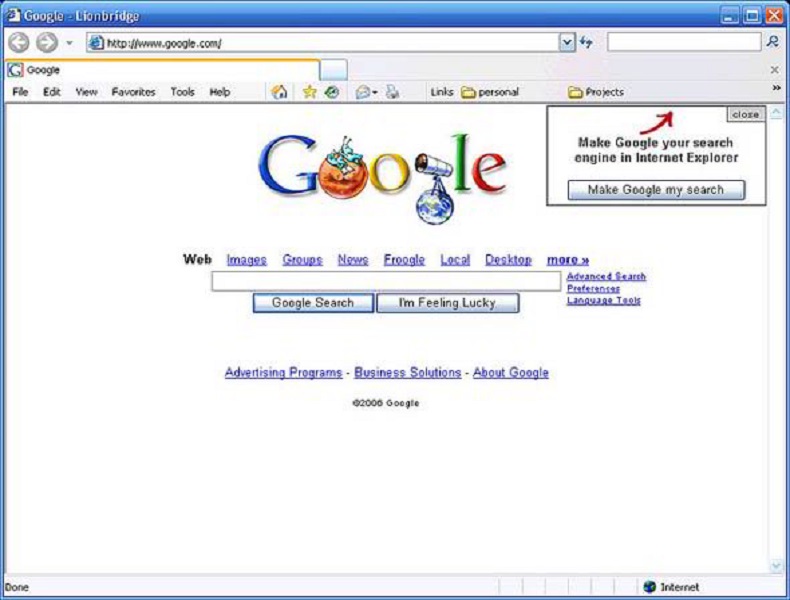 Google - Lionbridge
http://www.google.com/
Google
File Edit View Favorites Tools Help Links personal Projects »
close
Make Google your search
engine in Internet Explorer
Make Google my search
Google
Web Images Groups News Froogle Local Desktop more »
Advanced Search
Preferences
Language Tools
Google Search I'm Feeling Lucky
Advertising Programs - Business Solutions - About Google
©2006 Google
Done Internet